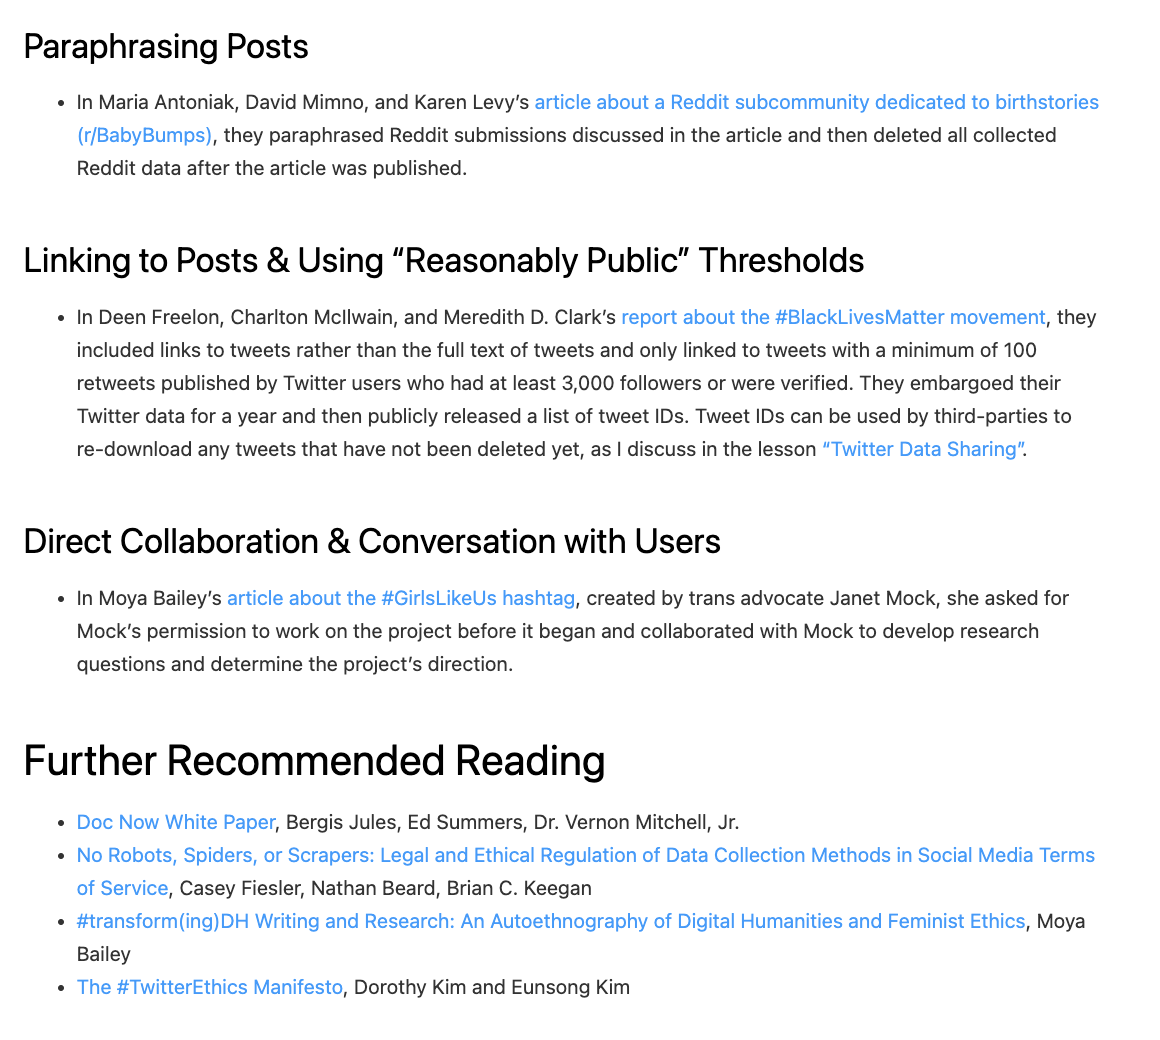 Paraphrasing Posts
• In Maria Antoniak, David Mimno, and Karen Levy’s article about a Reddit subcommunity dedicated to birthstories
(r/BabyBumps), they paraphrased Reddit submissions discussed in the article and then deleted all collected
Reddit data after the article was published.
Linking to Posts & Using “Reasonably Public” Thresholds
• In Deen Freelon, Charlton McIlwain, and Meredith D. Clark’s report about the #BlackLivesMatter movement, they
included links to tweets rather than the full text of tweets and only linked to tweets with a minimum of 100
retweets published by Twitter users who had at least 3,000 followers or were verified. They embargoed their
Twitter data for a year and then publicly released a list of tweet IDs. Tweet IDs can be used by third-parties to
re-download any tweets that have not been deleted yet, as I discuss in the lesson “Twitter Data Sharing”.
Direct Collaboration & Conversation with Users
• In Moya Bailey’s article about the #GirlsLikeUs hashtag, created by trans advocate Janet Mock, she asked for
Mock’s permission to work on the project before it began and collaborated with Mock to develop research
questions and determine the project’s direction.
Further Recommended Reading
• Doc Now White Paper, Bergis Jules, Ed Summers, Dr. Vernon Mitchell, Jr.
• No Robots, Spiders, or Scrapers: Legal and Ethical Regulation of Data Collection Methods in Social Media Terms
of Service, Casey Fiesler, Nathan Beard, Brian C. Keegan
• #transform(ing)DH Writing and Research: An Autoethnography of Digital Humanities and Feminist Ethics, Moya
Bailey
• The #TwitterEthics Manifesto, Dorothy Kim and Eunsong Kim